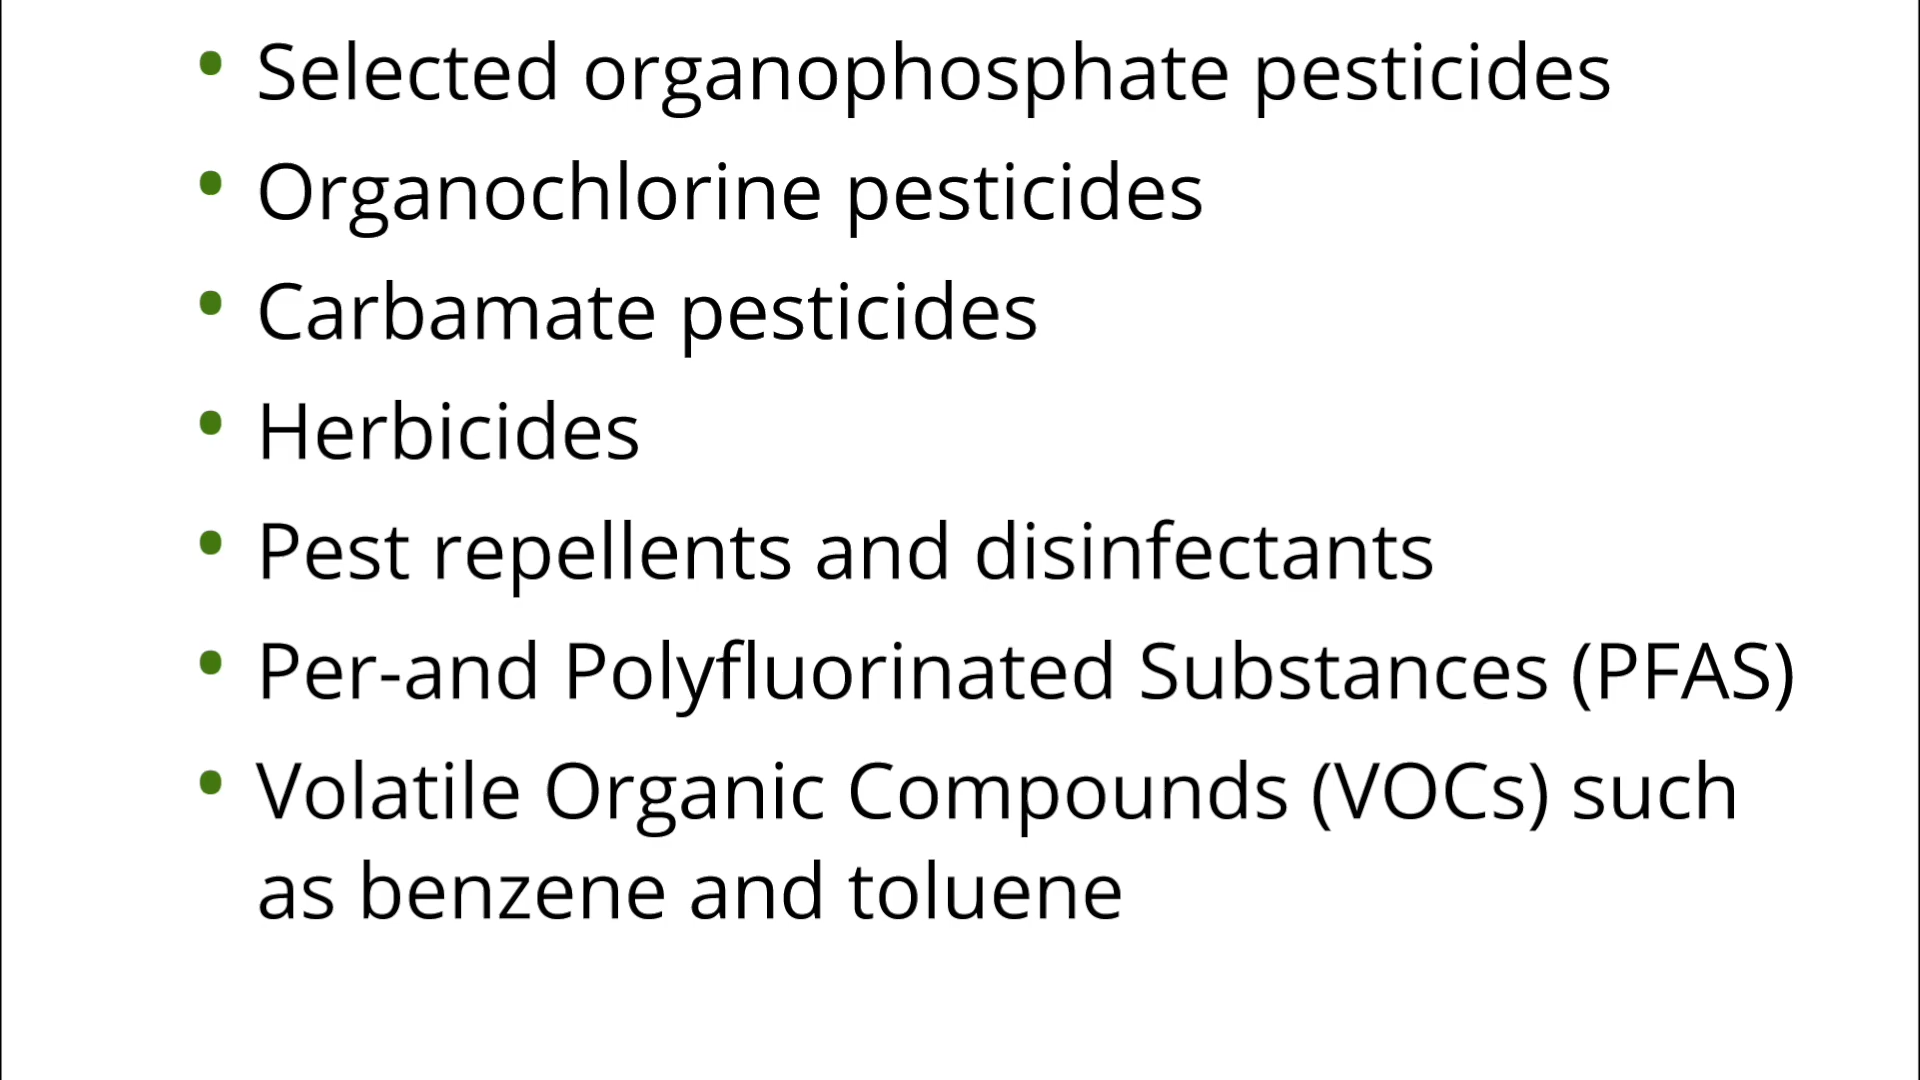 • Selected organophosphate pesticides
• Organochlorine pesticides
• Carbamate pesticides
• Herbicides
• Pest repellents and disinfectants
• Per-and Polyfluorinated Substances (PFAS)
• Volatile Organic Compounds (VOCs) such
as benzene and toluene